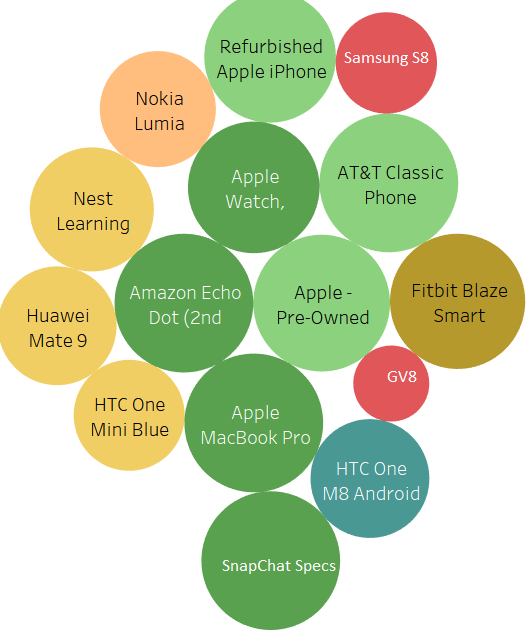 Refurbished
Apple iPhone
Samsung S8
Nokia
Lumia
Apple
Watch,
AT&T Classic
Phone
Nest
Learning
Amazon Echo
Dot (2nd
Apple -
Pre-Owned
Fitbit Blaze
Smart
Huawei
Mate 9
GV8
HTC One
Mini Blue
Apple
MacBook Pro
HTC One
M8 Android
SnapChat Specs